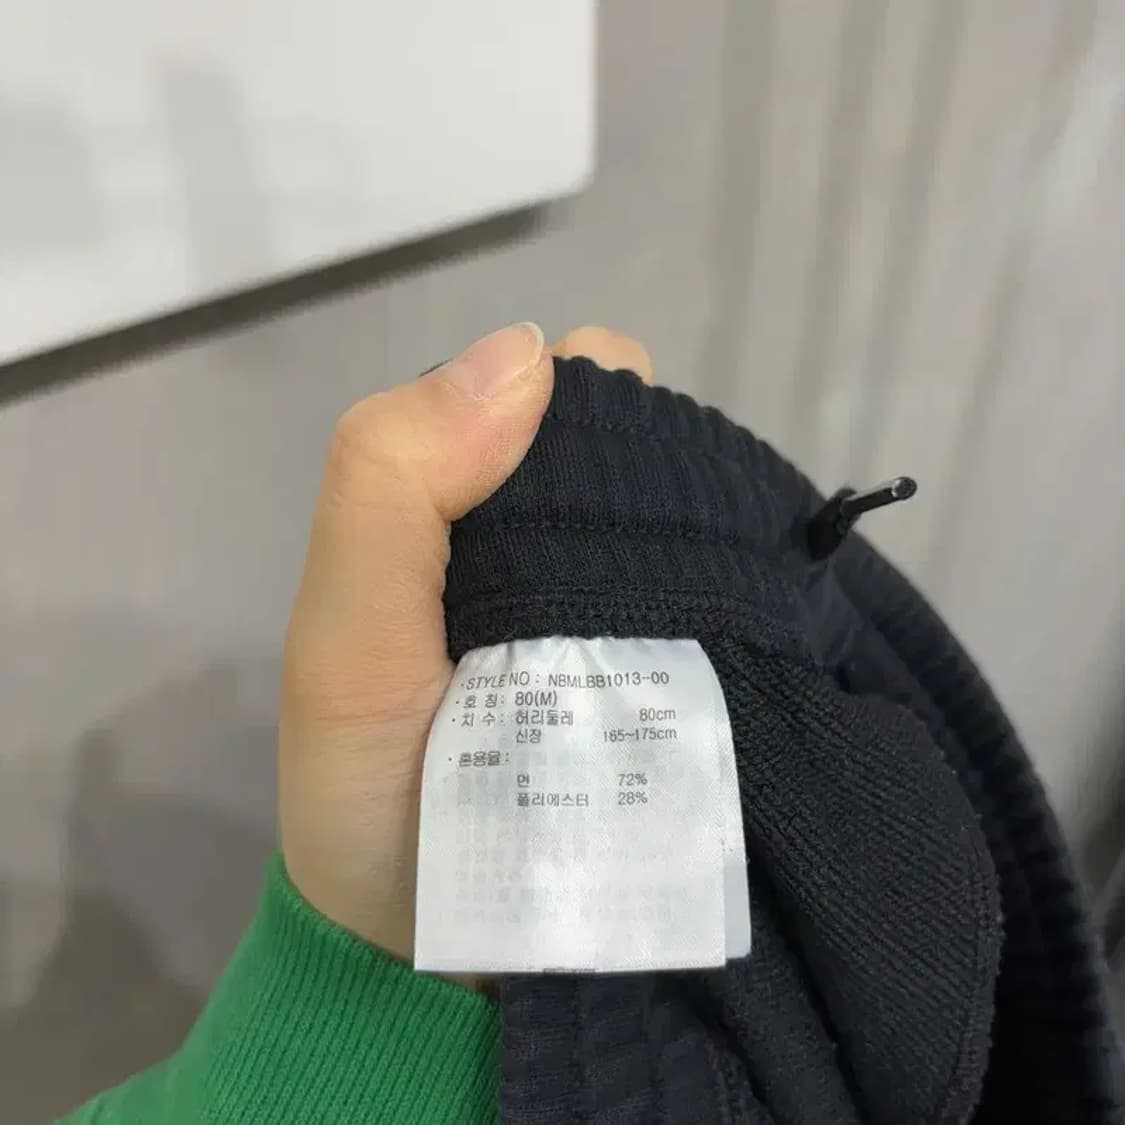 · STYLE NO : NBMLBB1013-00
· 호 칭 : 80(M)
· 치 수 : 허리둘레 80cm
신장 165~175cm
· 혼용율 :
면 72%
폴리에스터 28%